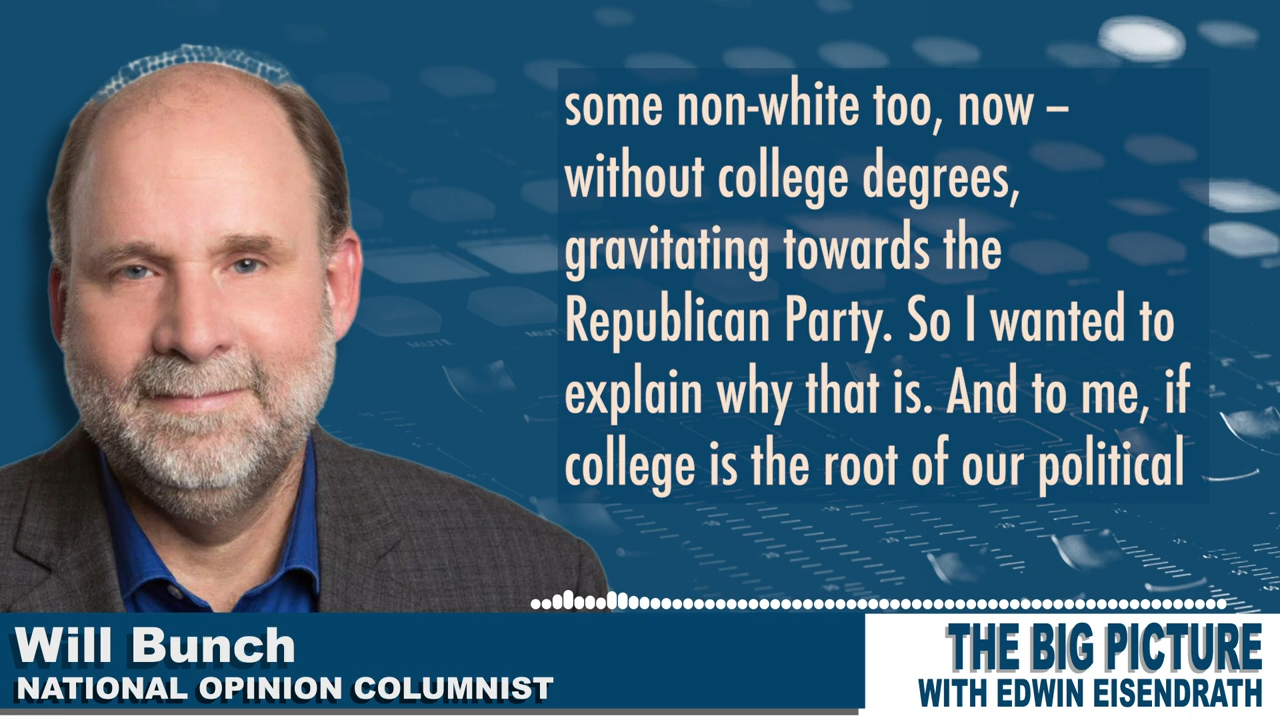 some non-white too, now –
without college degrees,
gravitating towards the
Republican Party. So I wanted to
explain why that is. And to me, if
college is the root of our political
MUTE
Will Bunch
NATIONAL OPINION COLUMNIST
THE BIG PICTURE
WITH EDWIN EISENDRATH